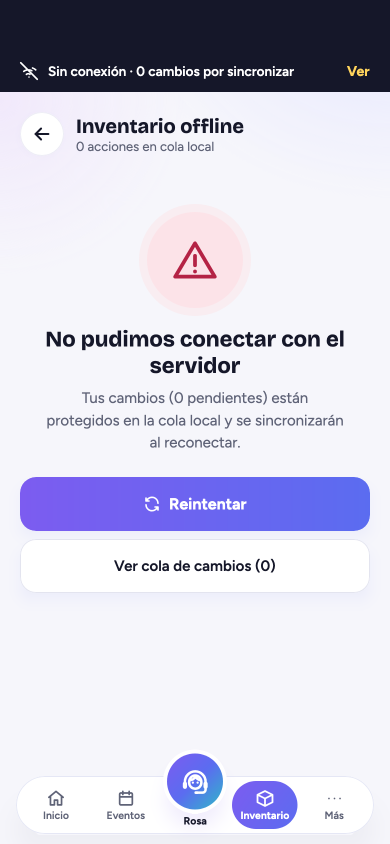 Sin conexión · 0 cambios por sincronizar
Ver
Inventario offline
0 acciones en cola local
No pudimos conectar con el
servidor
Tus cambios (0 pendientes) están
protegidos en la cola local y se sincronizarán
al reconectar.
Reintentar
Ver cola de cambios (0)
Inicio
Eventos
Rosa
Inventario
Más